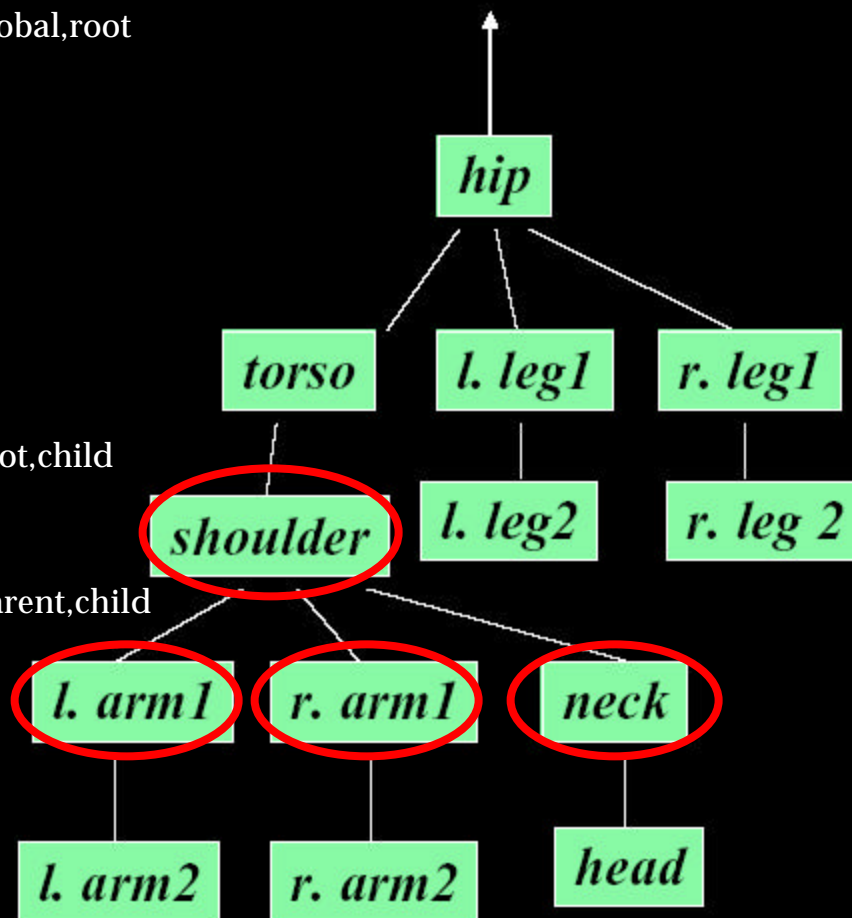 obal,root
hip
torso
l. leg1
r. leg1
ot,child
shoulder
l. leg2
r. leg 2
rent,child
l. arm1
r. arm1
neck
l. arm2
r. arm2
head